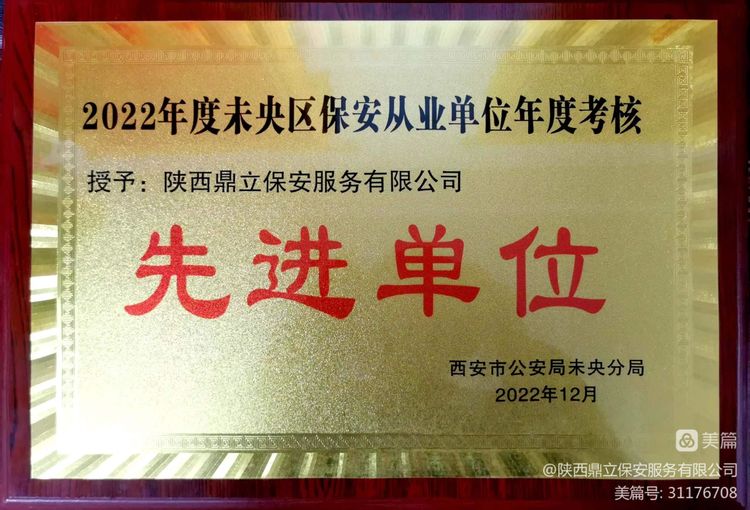 2022年度未央区保安从业单位年度考核
授予：陕西鼎立保安服务有限公司
先进单位
西安市公安局未央分局
2022年12月
美篇
@陕西鼎立保安服务有限公司
美篇号: 31176708